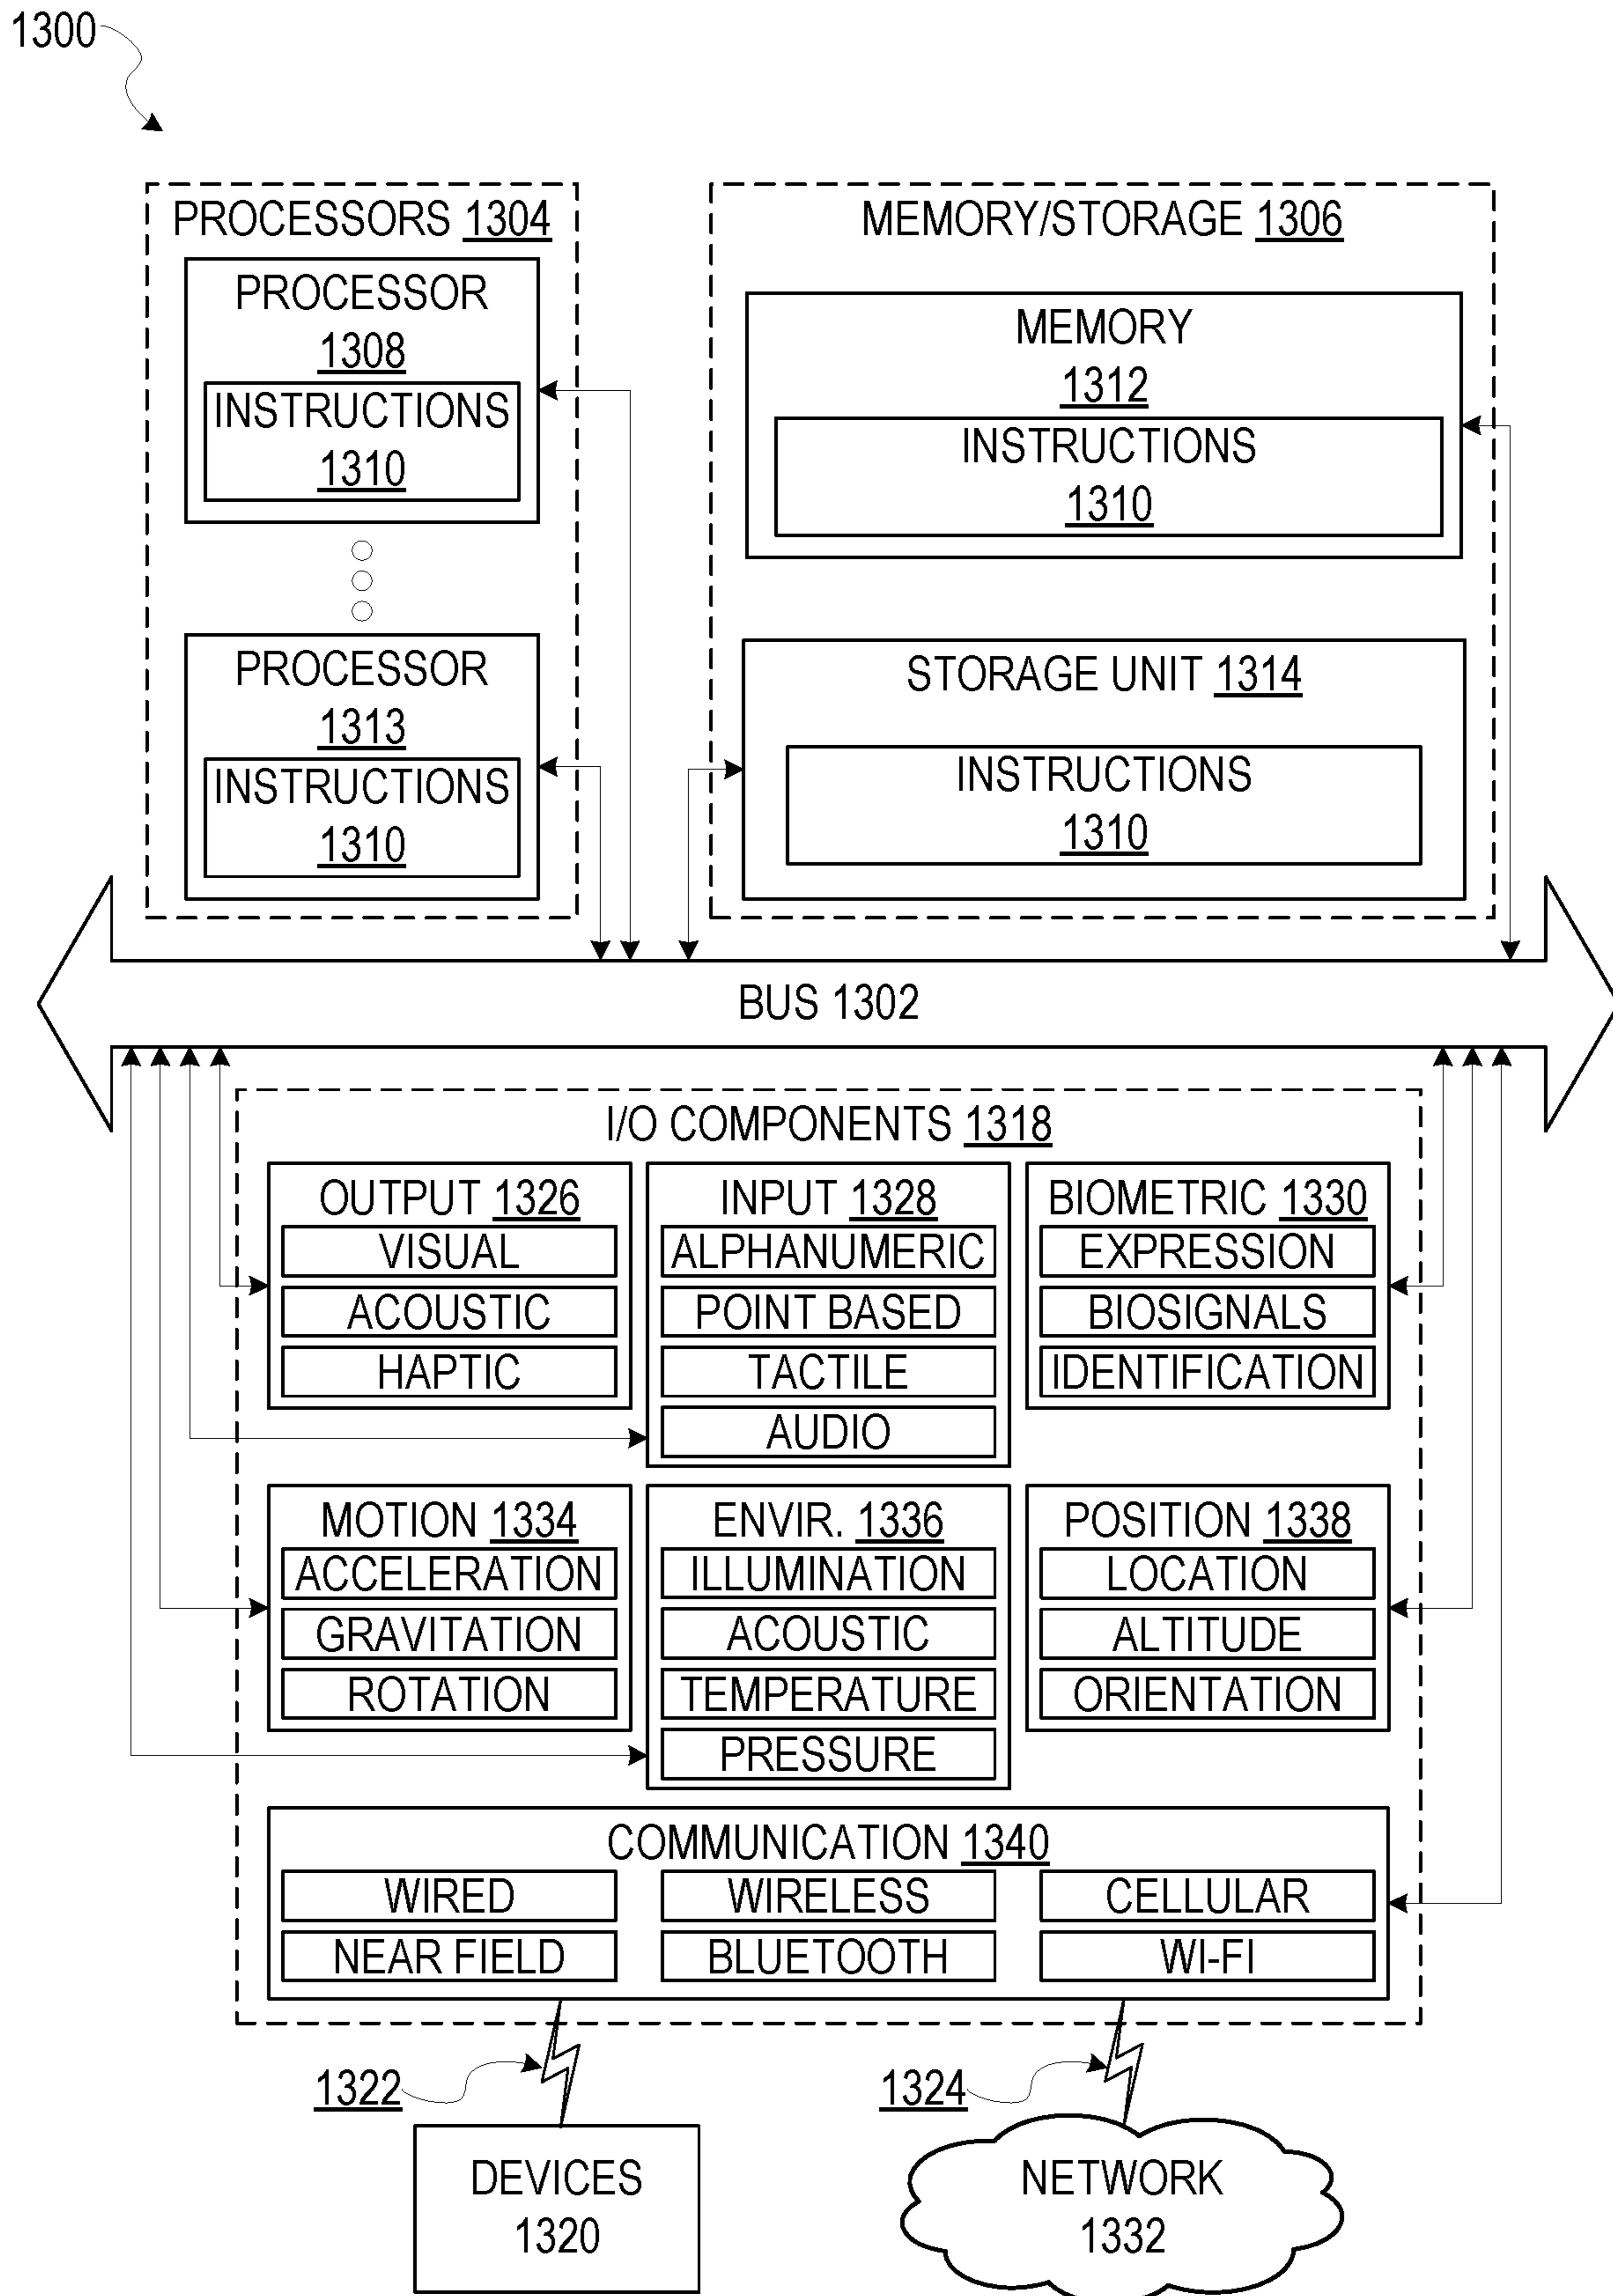 1300
PROCESSORS 1304
PROCESSOR
1308
INSTRUCTIONS
1310
PROCESSOR
1313
INSTRUCTIONS
1310
MEMORY/STORAGE 1306
MEMORY
1312
INSTRUCTIONS
1310
STORAGE UNIT 1314
INSTRUCTIONS
1310
BUS 1302
I/O COMPONENTS 1318
OUTPUT 1326
VISUAL
ACOUSTIC
HAPTIC
INPUT 1328
ALPHANUMERIC
POINT BASED
TACTILE
AUDIO
BIOMETRIC 1330
EXPRESSION
BIOSIGNALS
IDENTIFICATION
MOTION 1334
ACCELERATION
GRAVITATION
ROTATION
ENVIR. 1336
ILLUMINATION
ACOUSTIC
TEMPERATURE
PRESSURE
POSITION 1338
LOCATION
ALTITUDE
ORIENTATION
COMMUNICATION 1340
WIRED
WIRELESS
CELLULAR
NEAR FIELD
BLUETOOTH
WI-FI
1322
1324
DEVICES
1320
NETWORK
1332